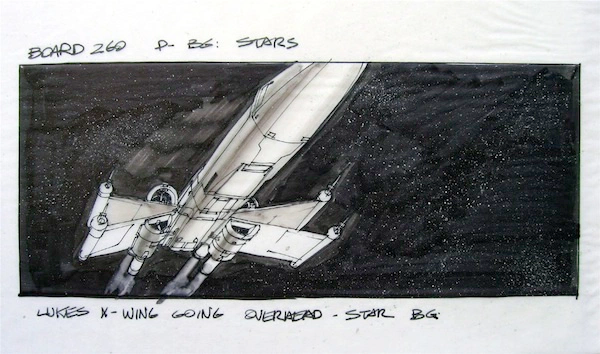 BOARD 260 P- BG: STARS
LUKES X-WING GOING OVERHEAD - STAR BG.